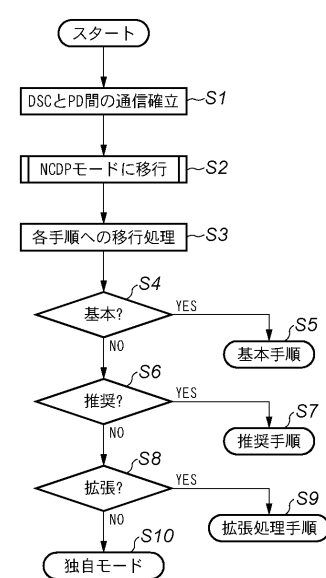 スタート
DSCとPD間の通信確立 S1
NCDPモードに移行 S2
各手順への移行処理 S3
S4
基本? YES
S5
基本手順
NO
S6
推奨? YES
S7
推奨手順
NO
S8
拡張? YES
S9
拡張処理手順
NO
S10
独自モード